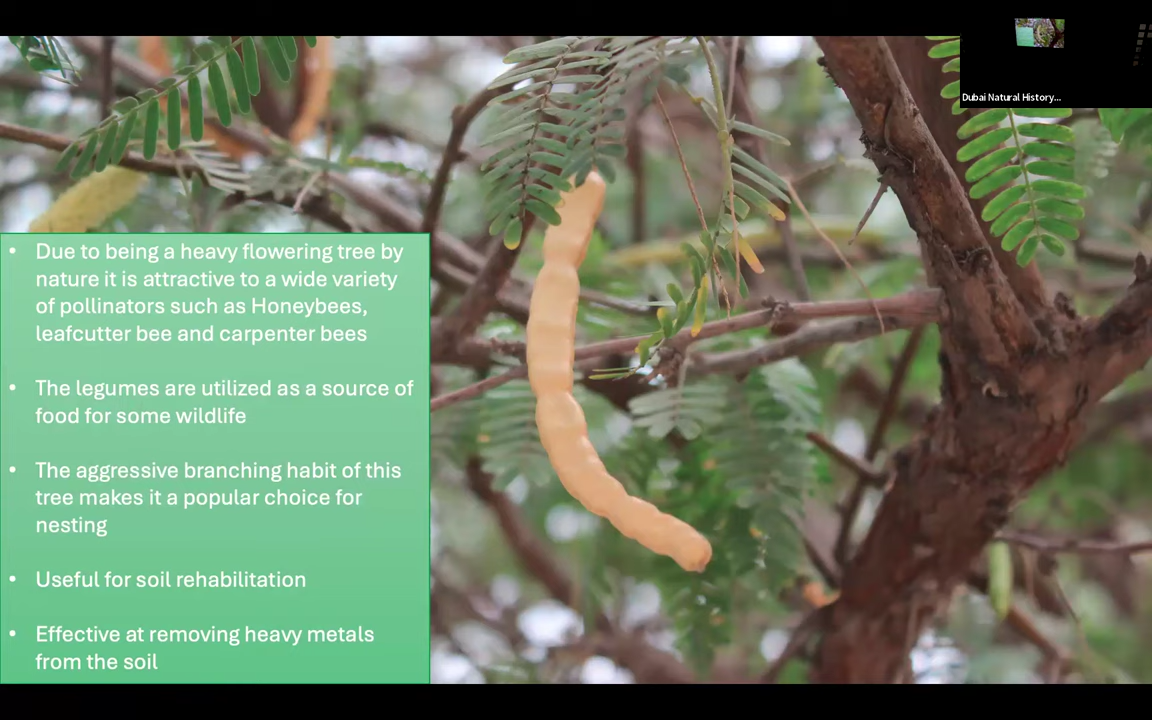 Dubai Natural History...
• Due to being a heavy flowering tree by
nature it is attractive to a wide variety
of pollinators such as Honeybees,
leafcutter bee and carpenter bees
• The legumes are utilized as a source of
food for some wildlife
• The aggressive branching habit of this
tree makes it a popular choice for
nesting
• Useful for soil rehabilitation
• Effective at removing heavy metals
from the soil